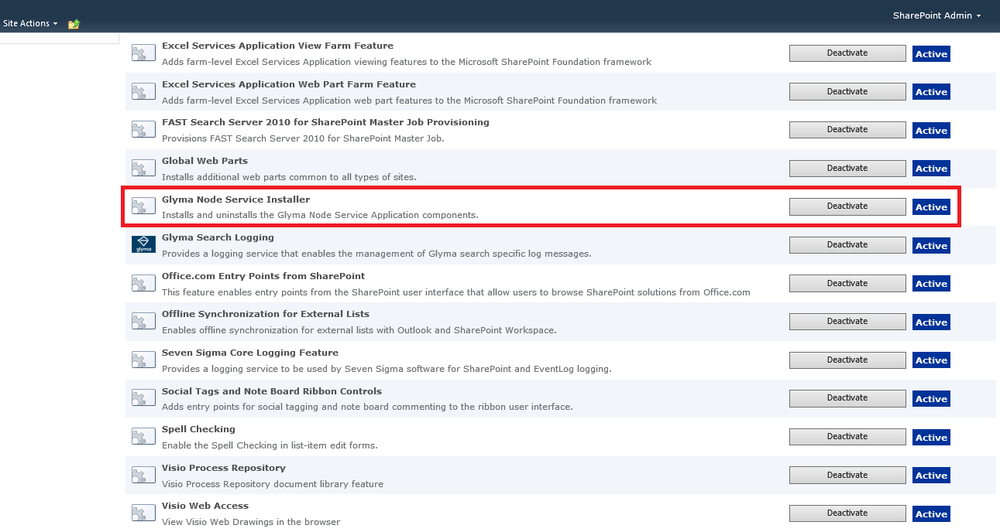 SharePoint Admin
Site Actions
Excel Services Application View Farm Feature
Adds farm-level Excel Services Application viewing features to the Microsoft SharePoint Foundation framework
Deactivate
Active
Excel Services Application Web Part Farm Feature
Adds farm-level Excel Services Application web part features to the Microsoft SharePoint Foundation framework
Deactivate
Active
FAST Search Server 2010 for SharePoint Master Job Provisioning
Provisions FAST Search Server 2010 for SharePoint Master Job.
Deactivate
Active
Global Web Parts
Installs additional web parts common to all types of sites.
Deactivate
Active
Glyma Node Service Installer
Installs and uninstalls the Glyma Node Service Application components.
Deactivate
Active
glyma
Glyma Search Logging
Provides a logging service that enables the management of Glyma search specific log messages.
Deactivate
Active
Office.com Entry Points from SharePoint
This feature enables entry points from the SharePoint user interface that allow users to browse SharePoint solutions from Office.com
Deactivate
Active
Offline Synchronization for External Lists
Enables offline synchronization for external lists with Outlook and SharePoint Workspace.
Deactivate
Active
Seven Sigma Core Logging Feature
Provides a logging service to be used by Seven Sigma software for SharePoint and EventLog logging.
Deactivate
Active
Social Tags and Note Board Ribbon Controls
Adds entry points for social tagging and note board commenting to the ribbon user interface.
Deactivate
Active
Spell Checking
Enable the Spell Checking in list-item edit forms.
Deactivate
Active
Visio Process Repository
Visio Process Repository document library feature
Deactivate
Active
Visio Web Access
View Visio Web Drawings in the browser
Deactivate
Active